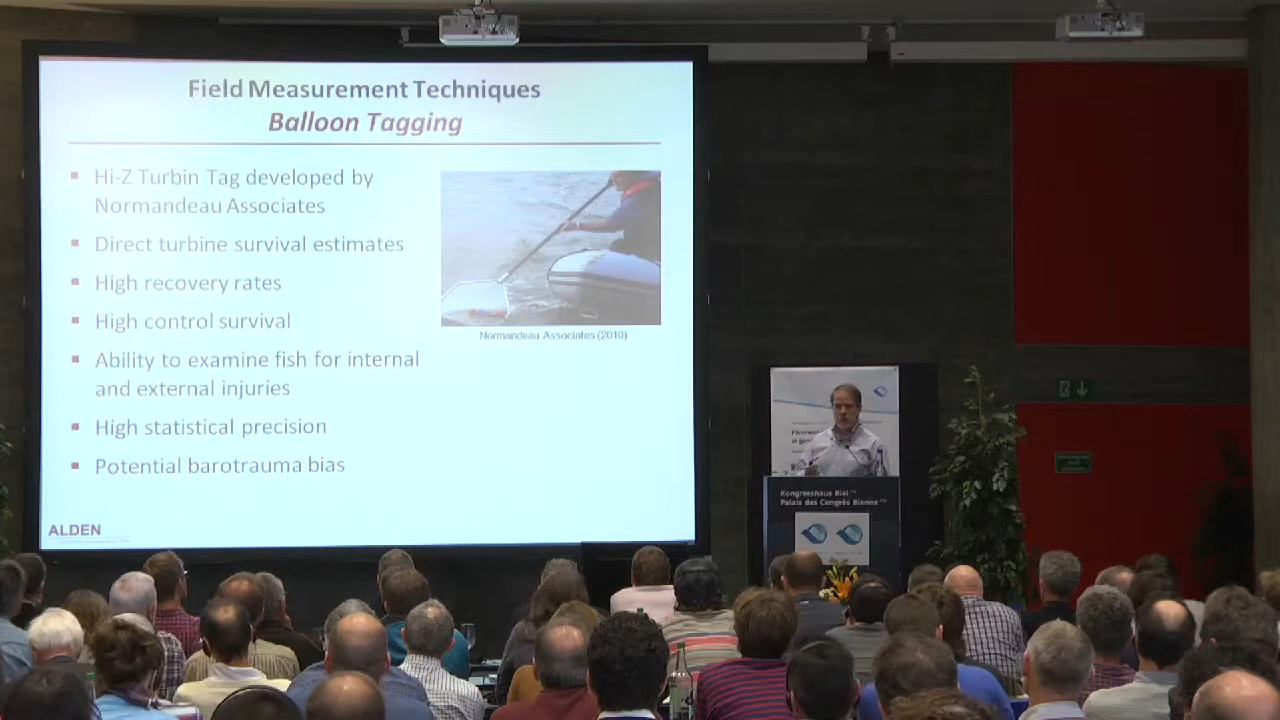 Field Measurement Techniques
Balloon Tagging
Hi-Z Turbin Tag developed by
Normandeau Associates
Direct turbine survival estimates
High recovery rates
High control survival
Ability to examine fish for internal
and external injuries
High statistical precision
Potential barotrauma bias
Normandeau Associates (2010)
ALDEN
Kongresshaus Biel
Palais des Congrès Bienne